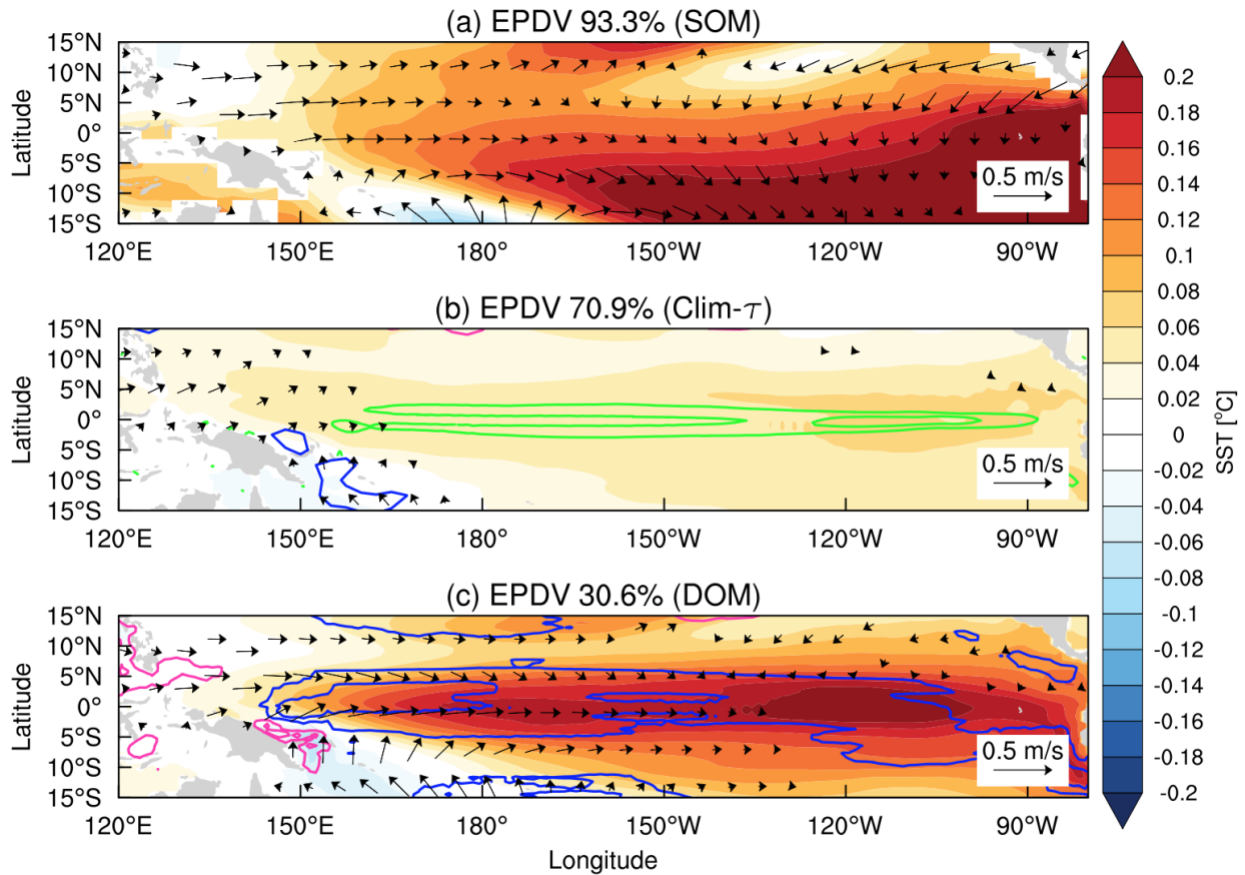 (a) EPDV 93.3% (SOM)
15°N
10°N
5°N
0°
5°S
10°S
15°S
Latitude
0.5 m/s
120°E 150°E 180° 150°W 120°W 90°W
(b) EPDV 70.9% (Clim-τ)
15°N
10°N
5°N
0°
5°S
10°S
15°S
Latitude
0.5 m/s
120°E 150°E 180° 150°W 120°W 90°W
(c) EPDV 30.6% (DOM)
15°N
10°N
5°N
0°
5°S
10°S
15°S
Latitude
0.5 m/s
120°E 150°E 180° 150°W 120°W 90°W
Longitude
0.2
0.18
0.16
0.14
0.12
0.1
0.08
0.06
0.04
0.02
0
-0.02
-0.04
-0.06
-0.08
-0.1
-0.12
-0.14
-0.16
-0.18
-0.2
SST [°C]